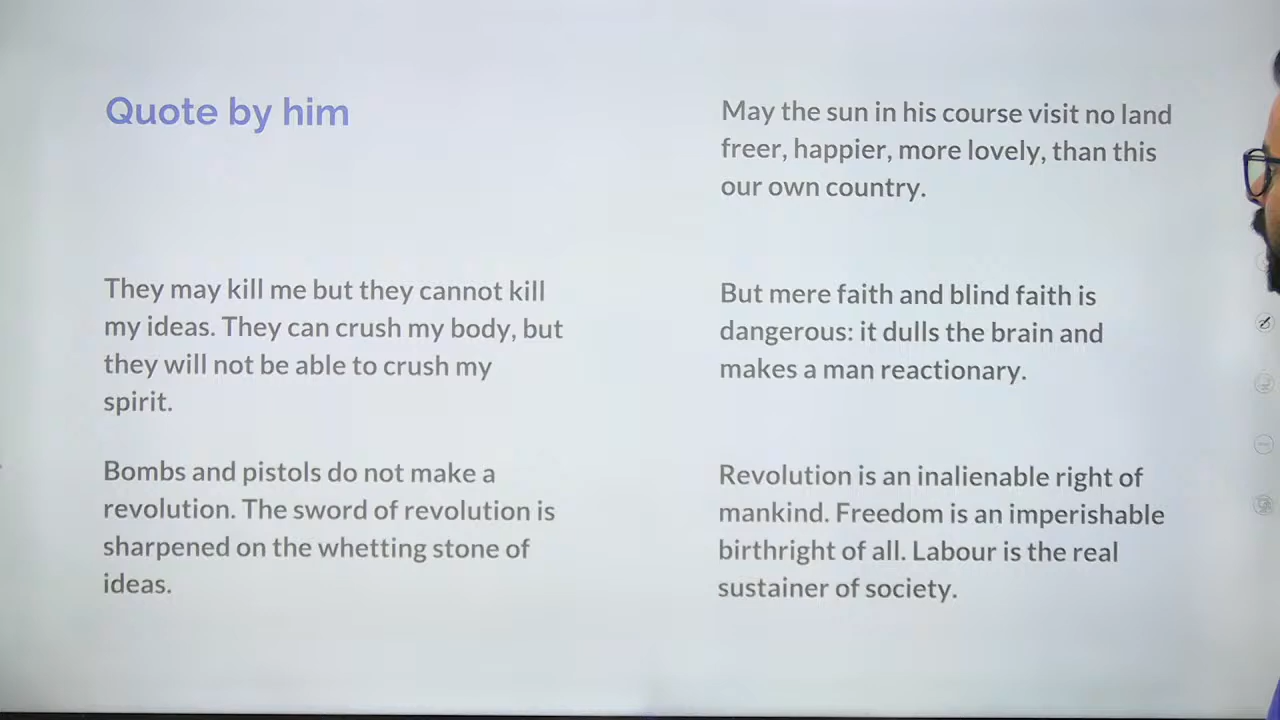 Quote by him
They may kill me but they cannot kill
my ideas. They can crush my body, but
they will not be able to crush my
spirit.
Bombs and pistols do not make a
revolution. The sword of revolution is
sharpened on the whetting stone of
ideas.
May the sun in his course visit no land
freer, happier, more lovely, than this
our own country.
But mere faith and blind faith is
dangerous: it dulls the brain and
makes a man reactionary.
Revolution is an inalienable right of
mankind. Freedom is an imperishable
birthright of all. Labour is the real
sustainer of society.